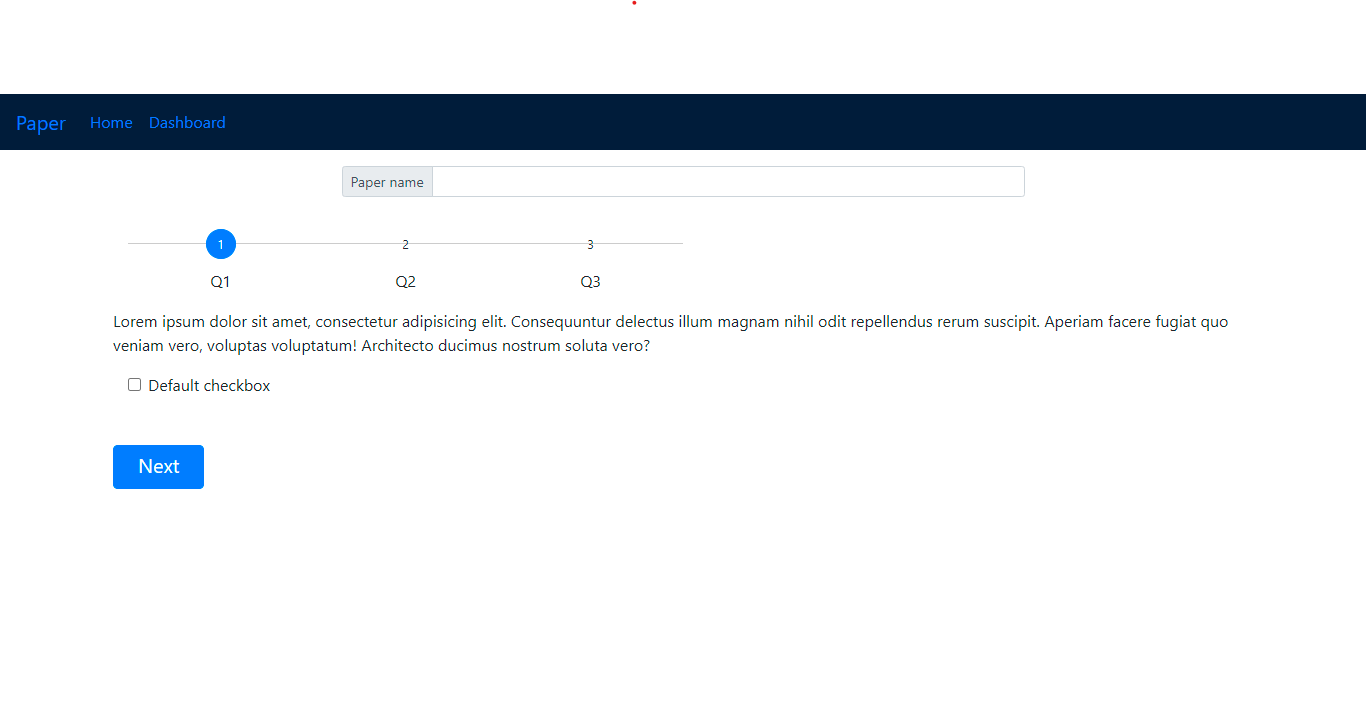 Paper Home Dashboard
Paper name
1 2 3
Q1 Q2 Q3
Lorem ipsum dolor sit amet, consectetur adipisicing elit. Consequuntur delectus illum magnam nihil odit repellendus rerum suscipit. Aperiam facere fugiat quo
veniam vero, voluptas voluptatum! Architecto ducimus nostrum soluta vero?
Default checkbox
Next